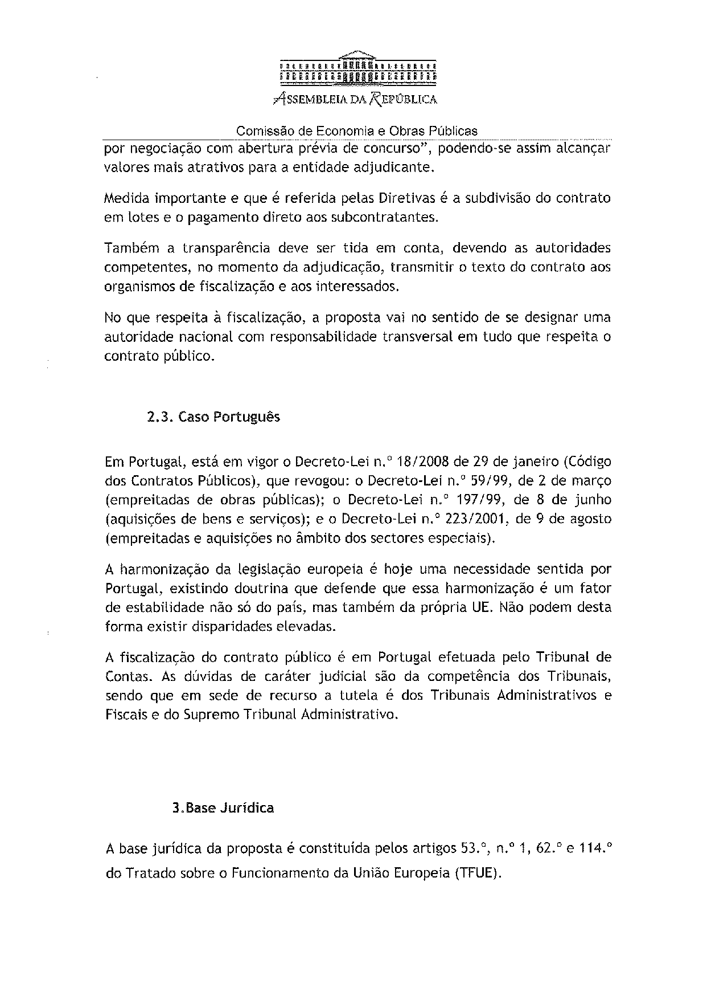 ASSEMBLEIA DA REPÚBLICA
Comissão de Economia e Obras Públicas
por negociação com abertura prévia de concurso”, podendo-se assim alcançar
valores mais atrativos para a entidade adjudicante.
Medida importante e que é referida pelas Diretivas é a subdivisão do contrato
em lotes e o pagamento direto aos subcontratantes.
Também a transparência deve ser tida em conta, devendo as autoridades
competentes, no momento da adjudicação, transmitir o texto do contrato aos
organismos de fiscalização e aos interessados.
No que respeita à fiscalização, a proposta vai no sentido de se designar uma
autoridade nacional com responsabilidade transversal em tudo que respeita o
contrato público.
2.3. Caso Português
Em Portugal, está em vigor o Decreto-Lei n.º 18/2008 de 29 de janeiro (Código
dos Contratos Públicos), que revogou: o Decreto-Lei n.º 59/99, de 2 de março
(empreitadas de obras públicas); o Decreto-Lei n.º 197/99, de 8 de junho
(aquisições de bens e serviços); e o Decreto-Lei n.º 223/2001, de 9 de agosto
(empreitadas e aquisições no âmbito dos sectores especiais).
A harmonização da legislação europeia é hoje uma necessidade sentida por
Portugal, existindo doutrina que defende que essa harmonização é um fator
de estabilidade não só do país, mas também da própria UE. Não podem desta
forma existir disparidades elevadas.
A fiscalização do contrato público é em Portugal efetuada pelo Tribunal de
Contas. As dúvidas de caráter judicial são da competência dos Tribunais,
sendo que em sede de recurso a tutela é dos Tribunais Administrativos e
Fiscais e do Supremo Tribunal Administrativo.
3.Base Jurídica
A base jurídica da proposta é constituída pelos artigos 53.º, n.º 1, 62.º e 114.º
do Tratado sobre o Funcionamento da União Europeia (TFUE).